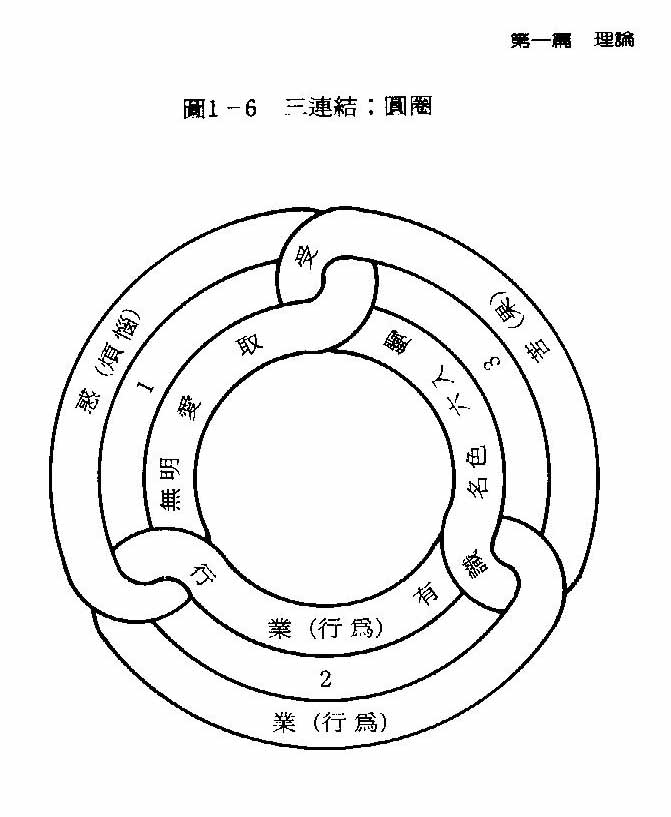 第一篇 理論
圖1-6 三連結：圓圈
惑(煩惱)
1
無明 愛 取
受
苦(果)
3
觸 六入 名色 識
行
業(行爲)
有
2
業(行爲)